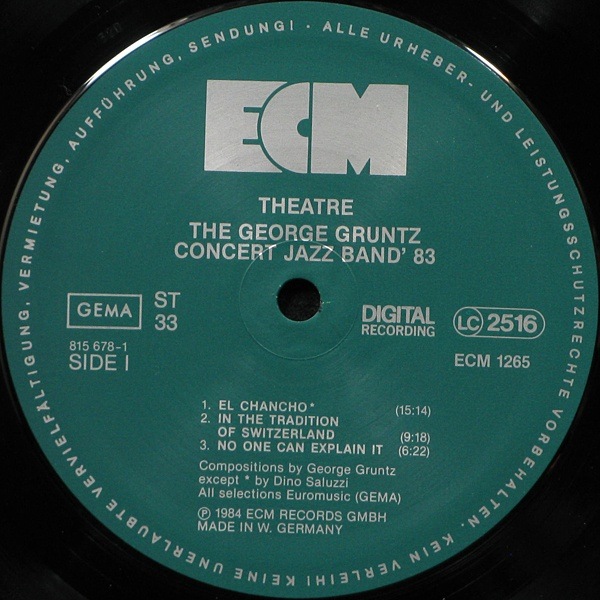 ALLE URHEBER- UND LEISTUNGSSCHUTZRECHTE VORBEHALTEN. KEIN VERLEIH! KEINE UNERLAUBTE VERVIELFÄLTIGUNG, VERMIETUNG, AUFFÜHRUNG, SENDUNG! ·
ECM
THEATRE
THE GEORGE GRUNTZ
CONCERT JAZZ BAND' 83
GEMA
ST
33
DIGITAL
RECORDING
LC 2516
815 678-1
SIDE I
ECM 1265
1. EL CHANCHO* (15:14)
2. IN THE TRADITION
OF SWITZERLAND (9:18)
3. NO ONE CAN EXPLAIN IT (6:22)
Compositions by George Gruntz
except * by Dino Saluzzi
All selections Euromusic (GEMA)
Ⓟ 1984 ECM RECORDS GMBH
MADE IN W. GERMANY